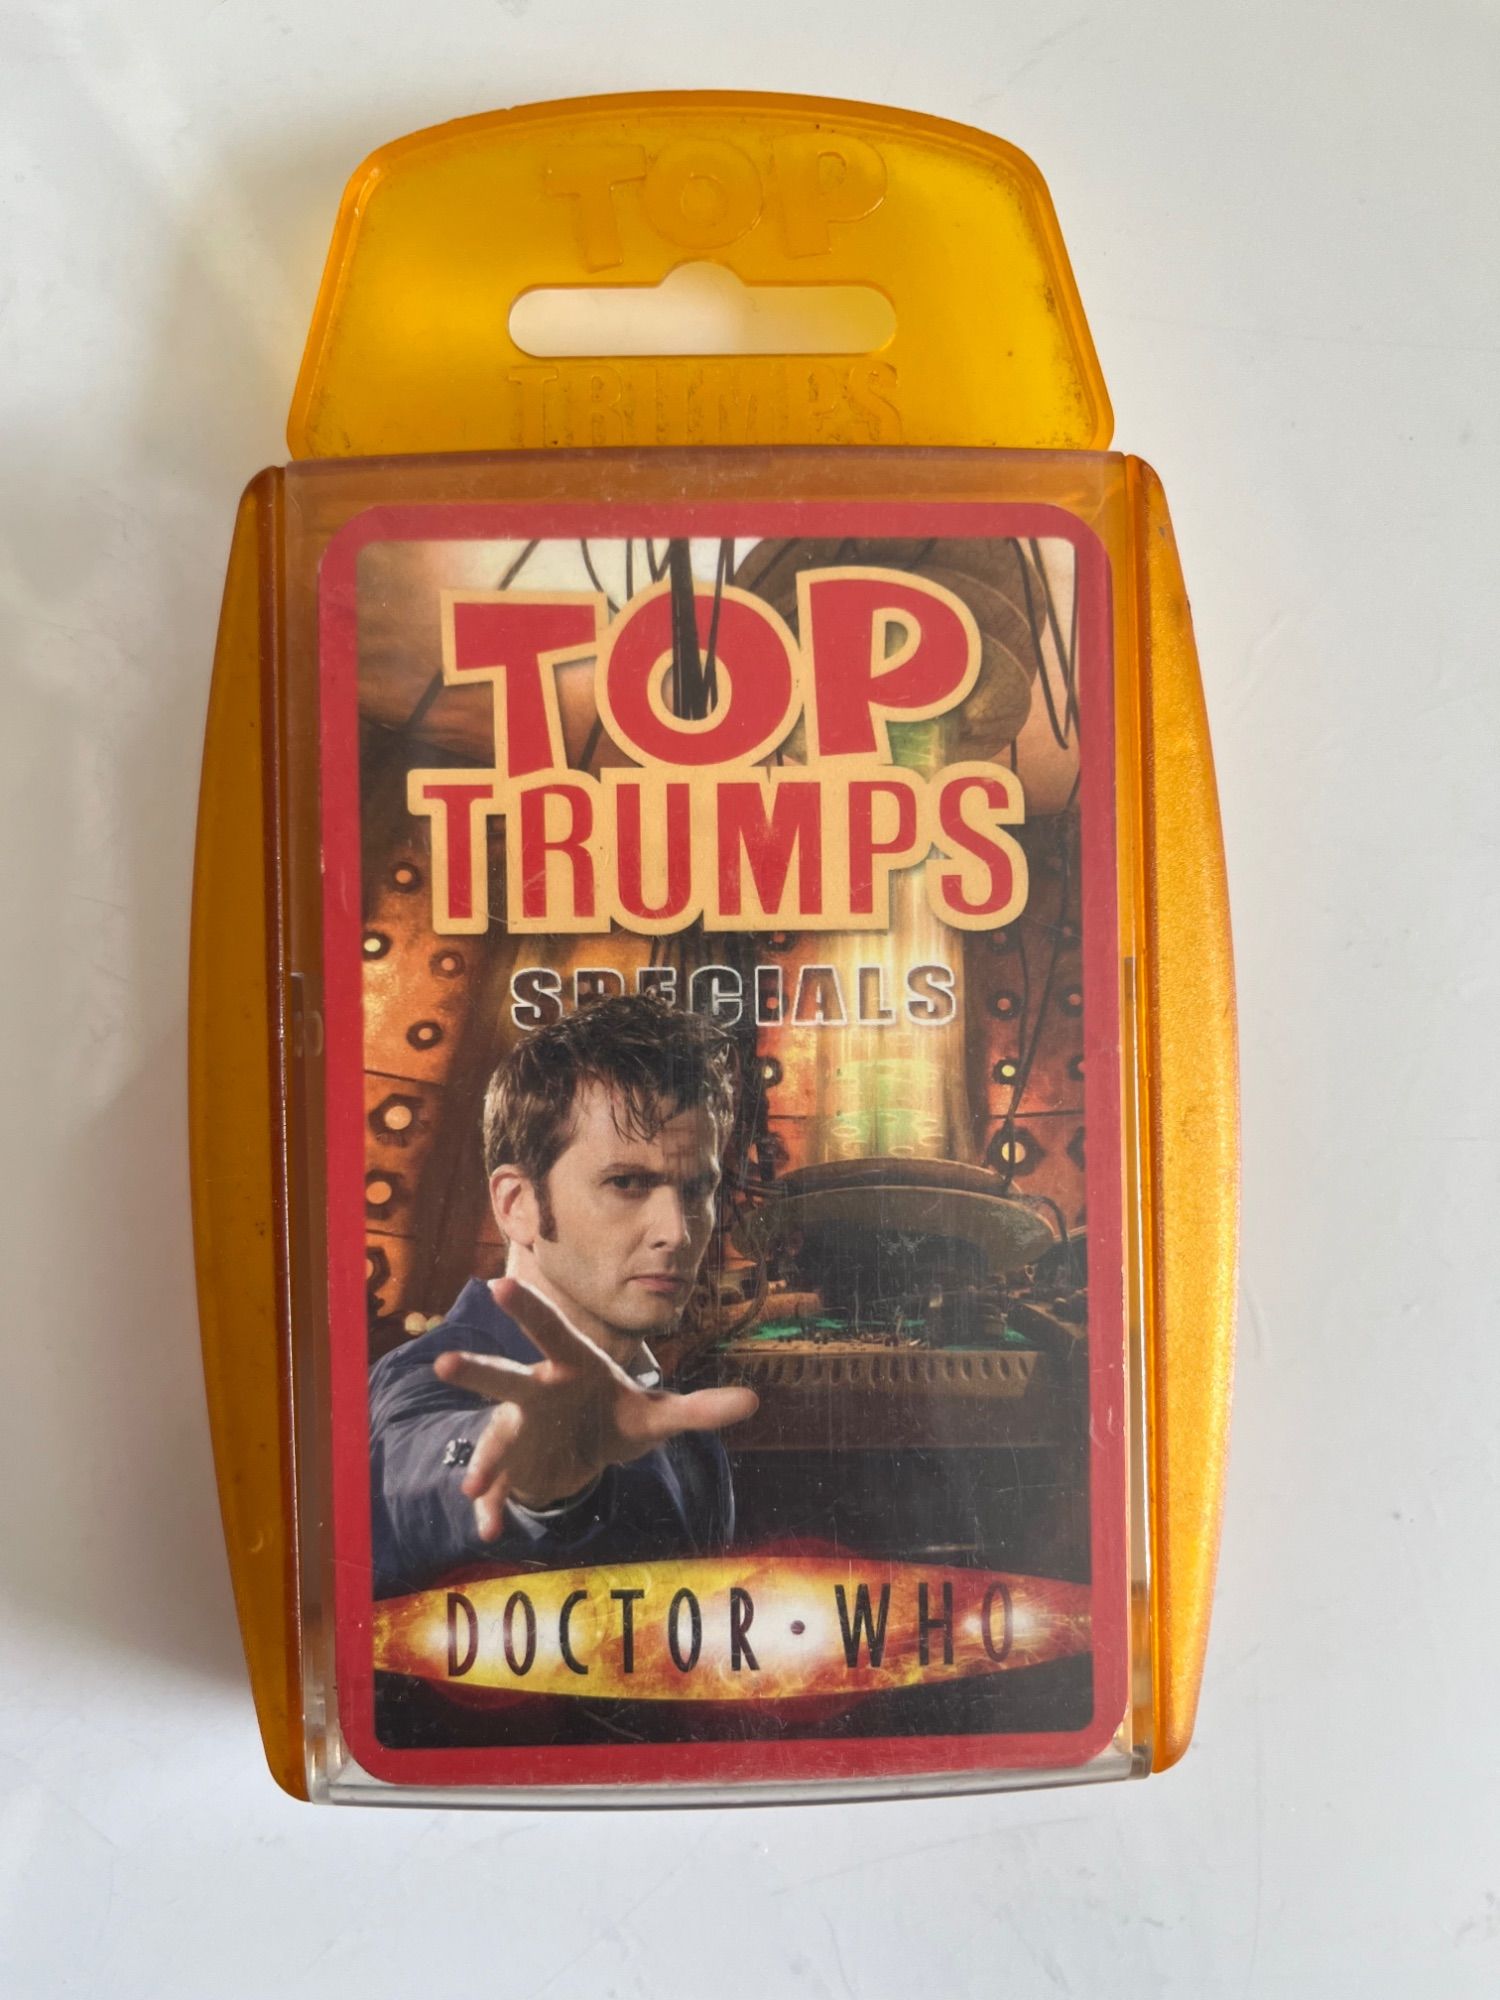 TOP
TRUMPS
TOP
TRUMPS
SPECIALS
DOCTOR · WHO